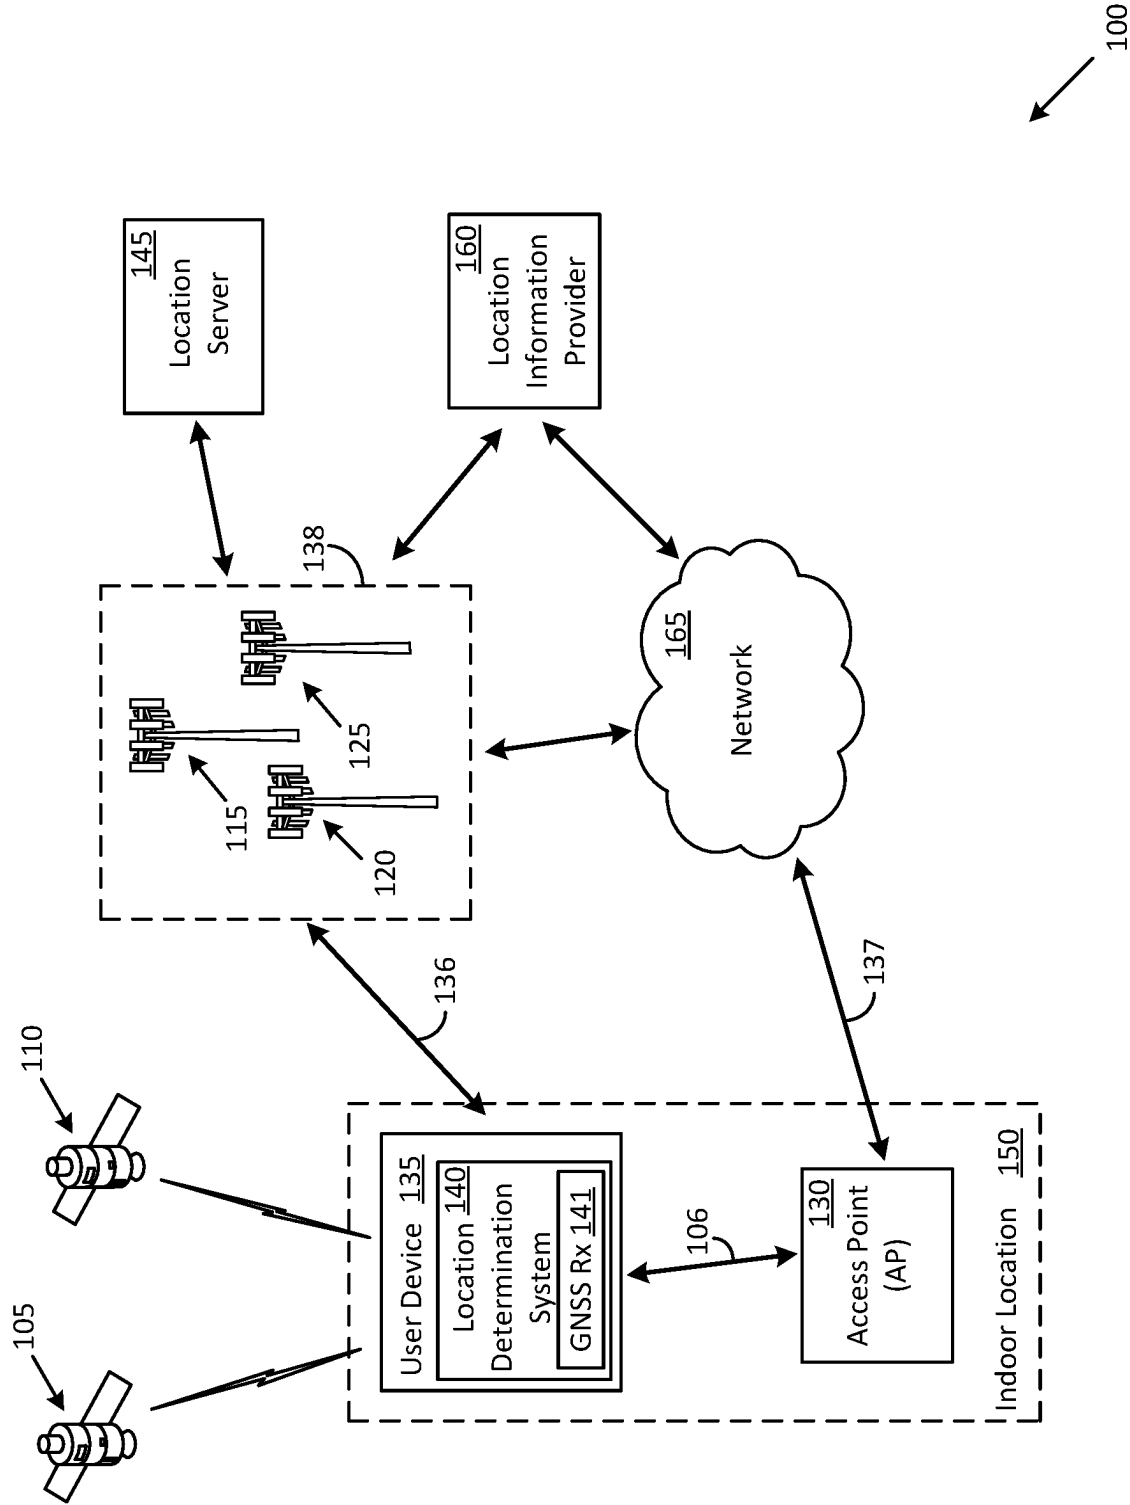 100
105
110
115
125
120
138
145
Location
Server
160
Location
Information
Provider
136
User Device 135
Location 140
Determination
System
GNSS Rx 141
106
130
Access Point
(AP)
Indoor Location 150
137
165
Network